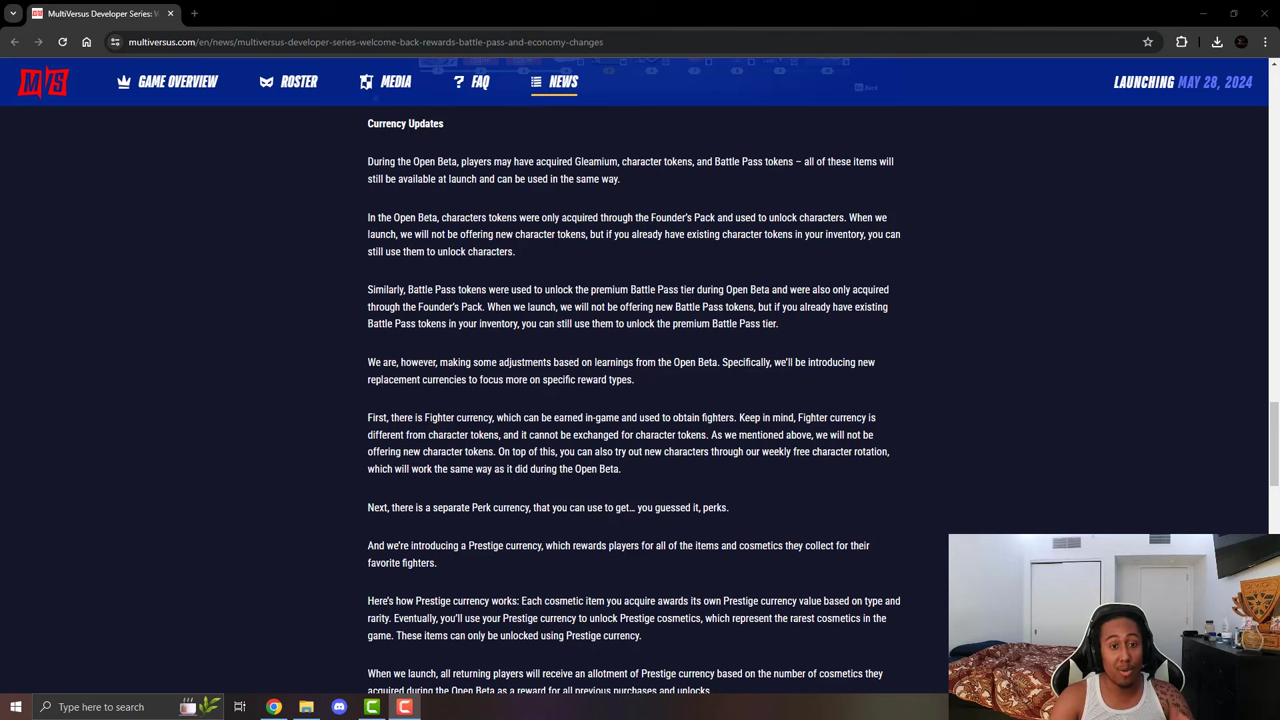 MultiVersus Developer Series: W
multiversus.com/en/news/multiversus-developer-series-welcome-back-rewards-battle-pass-and-economy-changes
MVS
GAME OVERVIEW
ROSTER
MEDIA
FAQ
NEWS
LAUNCHING MAY 28, 2024
Currency Updates
During the Open Beta, players may have acquired Gleamium, character tokens, and Battle Pass tokens – all of these items will
still be available at launch and can be used in the same way.
In the Open Beta, characters tokens were only acquired through the Founder's Pack and used to unlock characters. When we
launch, we will not be offering new character tokens, but if you already have existing character tokens in your inventory, you can
still use them to unlock characters.
Similarly, Battle Pass tokens were used to unlock the premium Battle Pass tier during Open Beta and were also only acquired
through the Founder's Pack. When we launch, we will not be offering new Battle Pass tokens, but if you already have existing
Battle Pass tokens in your inventory, you can still use them to unlock the premium Battle Pass tier.
We are, however, making some adjustments based on learnings from the Open Beta. Specifically, we'll be introducing new
replacement currencies to focus more on specific reward types.
First, there is Fighter currency, which can be earned in-game and used to obtain fighters. Keep in mind, Fighter currency is
different from character tokens, and it cannot be exchanged for character tokens. As we mentioned above, we will not be
offering new character tokens. On top of this, you can also try out new characters through our weekly free character rotation,
which will work the same way as it did during the Open Beta.
Next, there is a separate Perk currency, that you can use to get… you guessed it, perks.
And we're introducing a Prestige currency, which rewards players for all of the items and cosmetics they collect for their
favorite fighters.
Here's how Prestige currency works: Each cosmetic item you acquire awards its own Prestige currency value based on type and
rarity. Eventually, you'll use your Prestige currency to unlock Prestige cosmetics, which represent the rarest cosmetics in the
game. These items can only be unlocked using Prestige currency.
When we launch, all returning players will receive an allotment of Prestige currency based on the number of cosmetics they
acquired during the Open Beta as a reward for all previous purchases and unlocks.
Type here to search